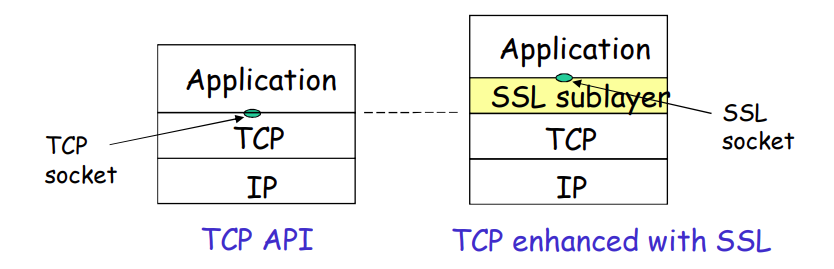 Application
TCP
IP
TCP
socket
TCP API
Application
SSL sublayer
TCP
IP
SSL
socket
TCP enhanced with SSL